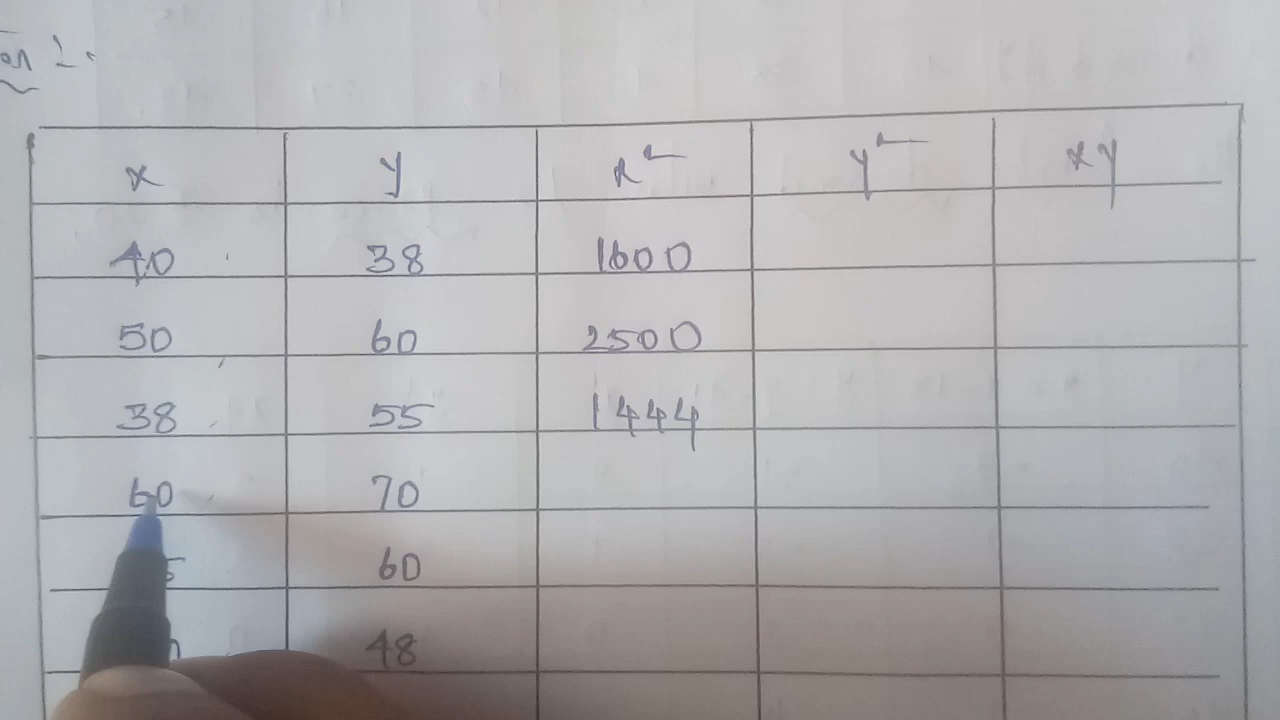 x y x² y² xy
40 38 1600
50 60 2500
38 55 1444
60 70
60
48